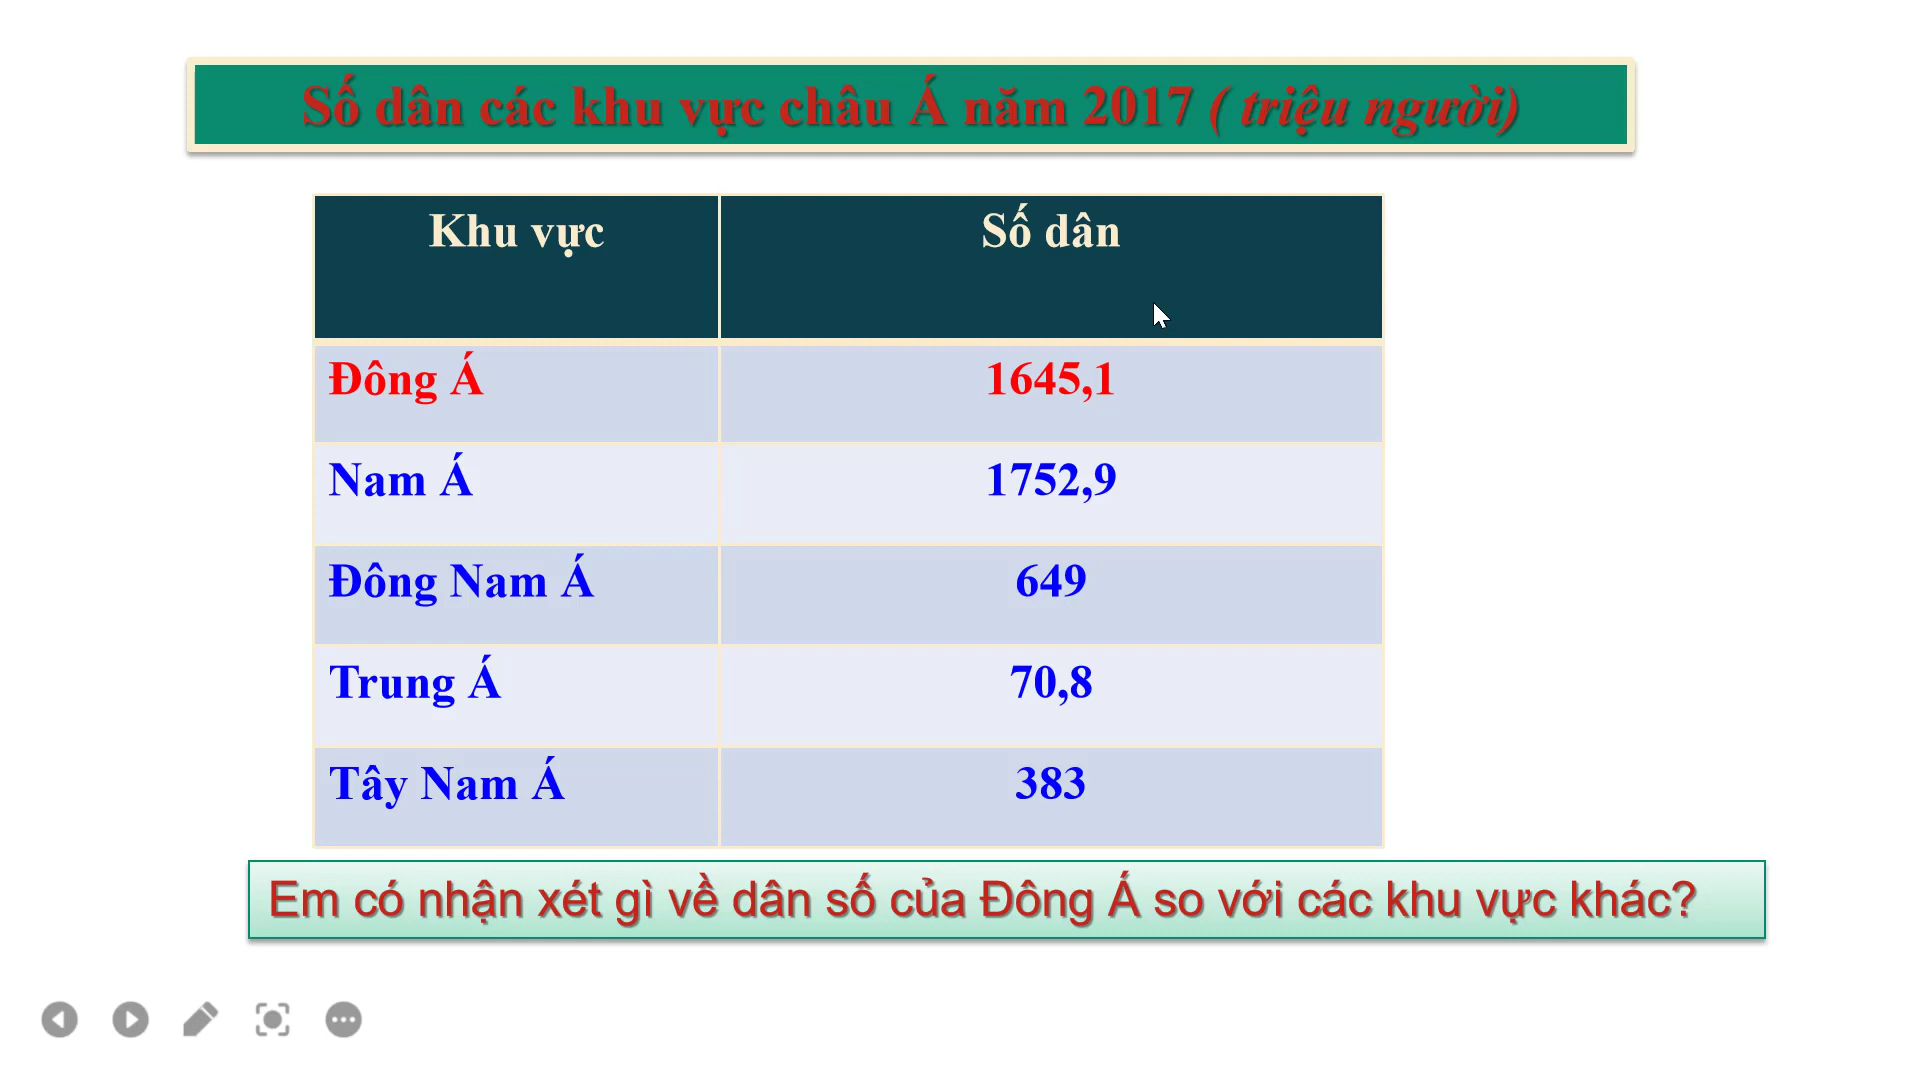 Số dân các khu vực châu Á năm 2017 ( triệu người)
Khu vực Số dân
Đông Á 1645,1
Nam Á 1752,9
Đông Nam Á 649
Trung Á 70,8
Tây Nam Á 383
Em có nhận xét gì về dân số của Đông Á so với các khu vực khác?